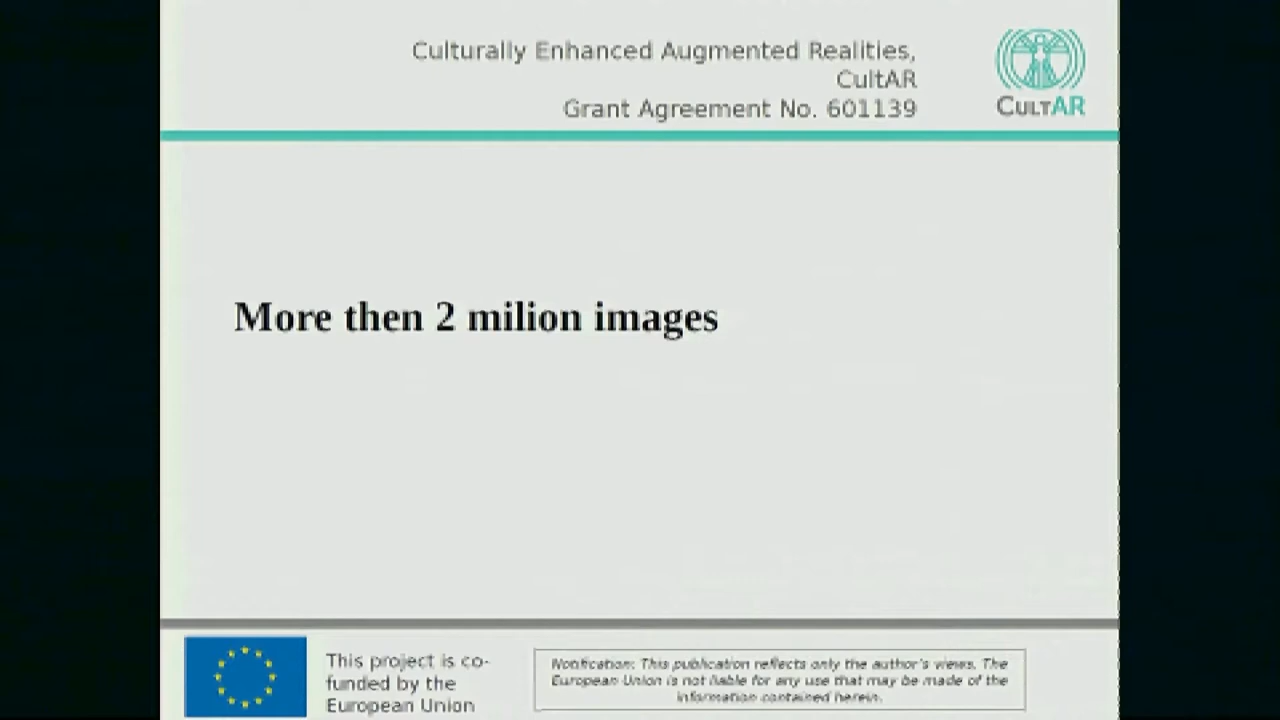 Culturally Enhanced Augmented Realities,
CultAR
Grant Agreement No. 601139
CULTAR
More then 2 milion images
This project is co-
funded by the
European Union
Notification: This publication reflects only the author's views. The
European Union is not liable for any use that may be made of the
information contained herein.